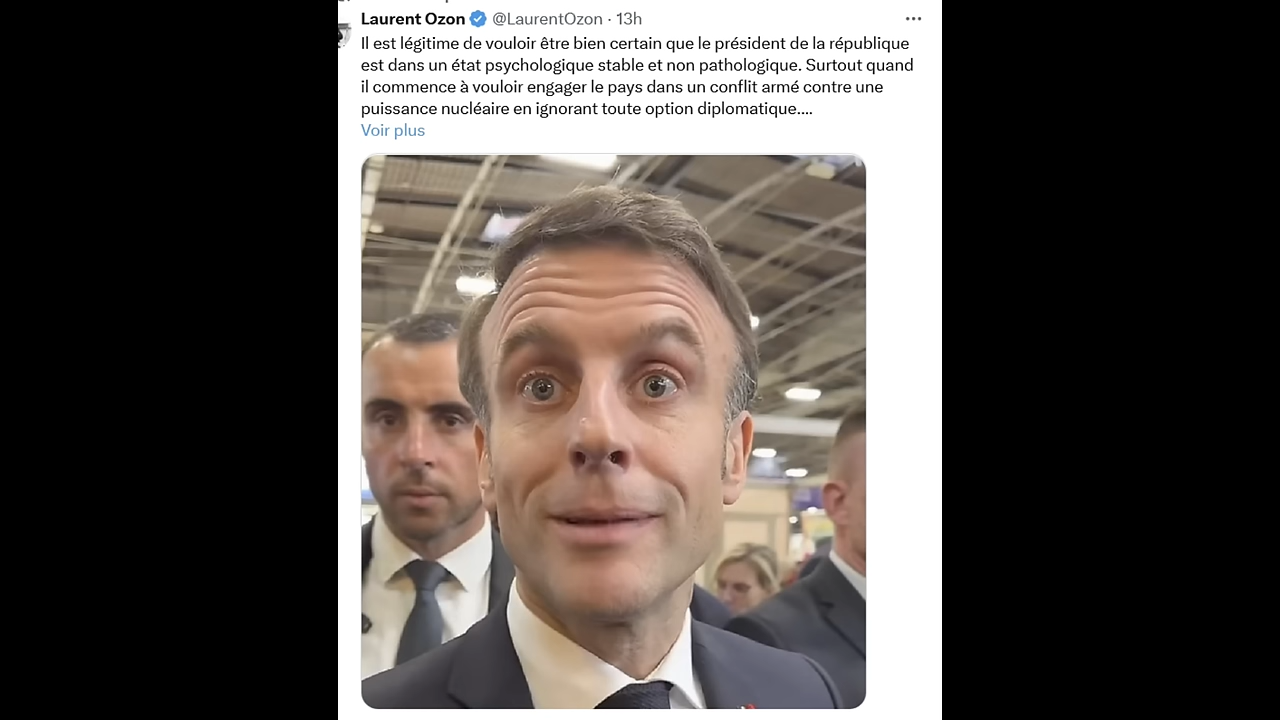 Laurent Ozon @LaurentOzon · 13h
Il est légitime de vouloir être bien certain que le président de la république
est dans un état psychologique stable et non pathologique. Surtout quand
il commence à vouloir engager le pays dans un conflit armé contre une
puissance nucléaire en ignorant toute option diplomatique....
Voir plus